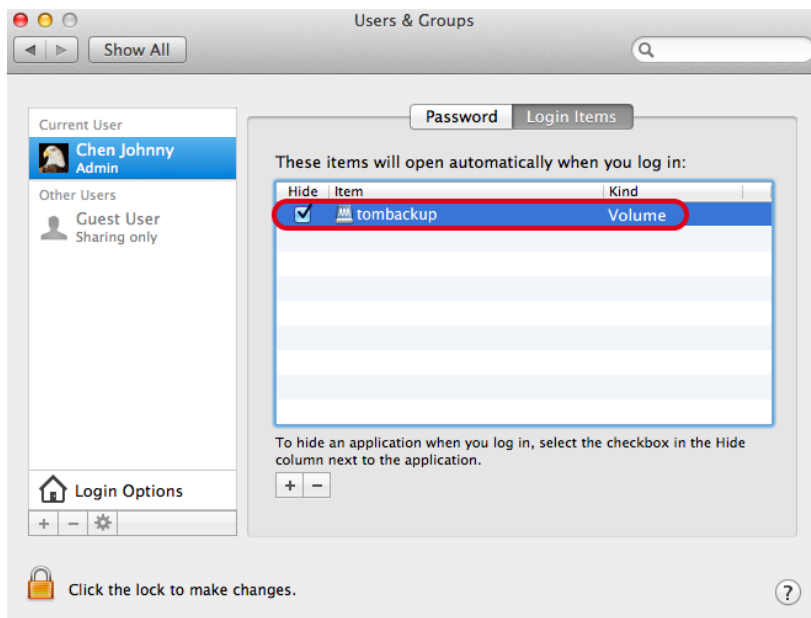 Users & Groups
Show All
Current User
Chen Johnny
Admin
Other Users
Guest User
Sharing only
Login Options
Password Login Items
These items will open automatically when you log in:
Hide Item Kind
tombackup Volume
To hide an application when you log in, select the checkbox in the Hide
column next to the application.
+ −
+ −
Click the lock to make changes.
?